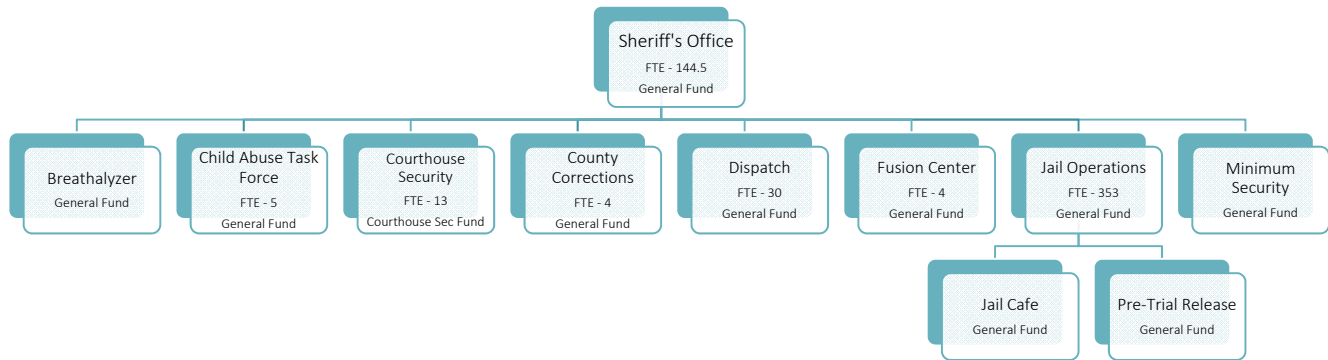 Sheriff's Office
FTE - 144.5
General Fund
Breathalyzer
General Fund
Child Abuse Task
Force
FTE - 5
General Fund
Courthouse
Security
FTE - 13
Courthouse Sec Fund
County
Corrections
FTE - 4
General Fund
Dispatch
FTE - 30
General Fund
Fusion Center
FTE - 4
General Fund
Jail Operations
FTE - 353
General Fund
Minimum
Security
General Fund
Jail Cafe
General Fund
Pre-Trial Release
General Fund